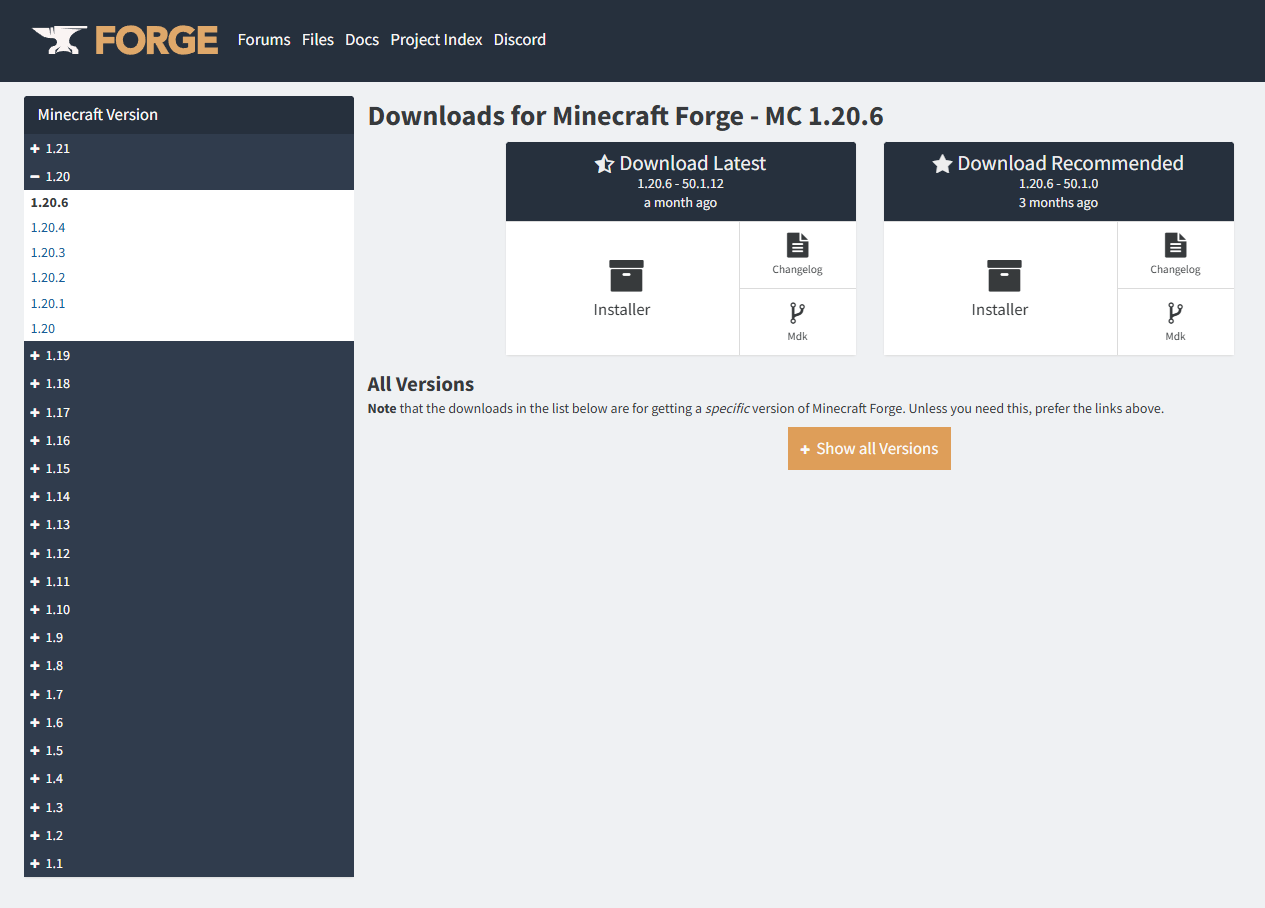 FORGE Forums Files Docs Project Index Discord
Minecraft Version
1.21
1.20
1.20.6
1.20.4
1.20.3
1.20.2
1.20.1
1.20
1.19
1.18
1.17
1.16
1.15
1.14
1.13
1.12
1.11
1.10
1.9
1.8
1.7
1.6
1.5
1.4
1.3
1.2
1.1
Downloads for Minecraft Forge - MC 1.20.6
Download Latest
1.20.6 - 50.1.12
a month ago
Installer
Changelog
Mdk
Download Recommended
1.20.6 - 50.1.0
3 months ago
Installer
Changelog
Mdk
All Versions
Note that the downloads in the list below are for getting a specific version of Minecraft Forge. Unless you need this, prefer the links above.
Show all Versions